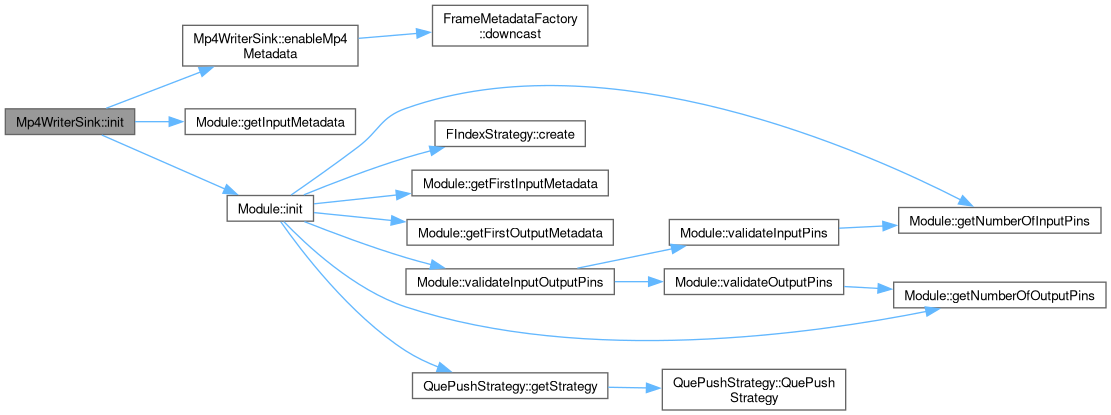 FrameMetadataFactory
::downcast
Mp4WriterSink::enableMp4
Metadata
Mp4WriterSink::init
Module::getInputMetadata
FIndexStrategy::create
Module::getFirstInputMetadata
Module::init
Module::getNumberOfInputPins
Module::getFirstOutputMetadata
Module::validateInputPins
Module::validateInputOutputPins
Module::validateOutputPins
Module::getNumberOfOutputPins
QuePushStrategy::getStrategy
QuePushStrategy::QuePush
Strategy